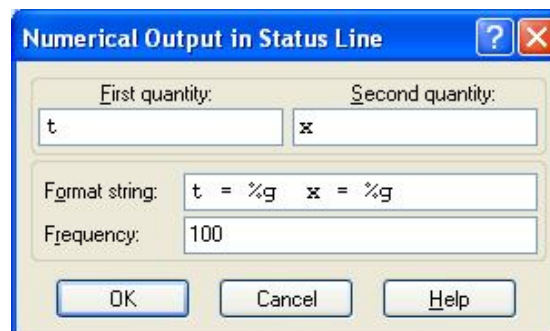 Numerical Output in Status Line ?
First quantity: Second quantity:
t x
Format string: t = %g x = %g
Frequency: 100
OK Cancel Help